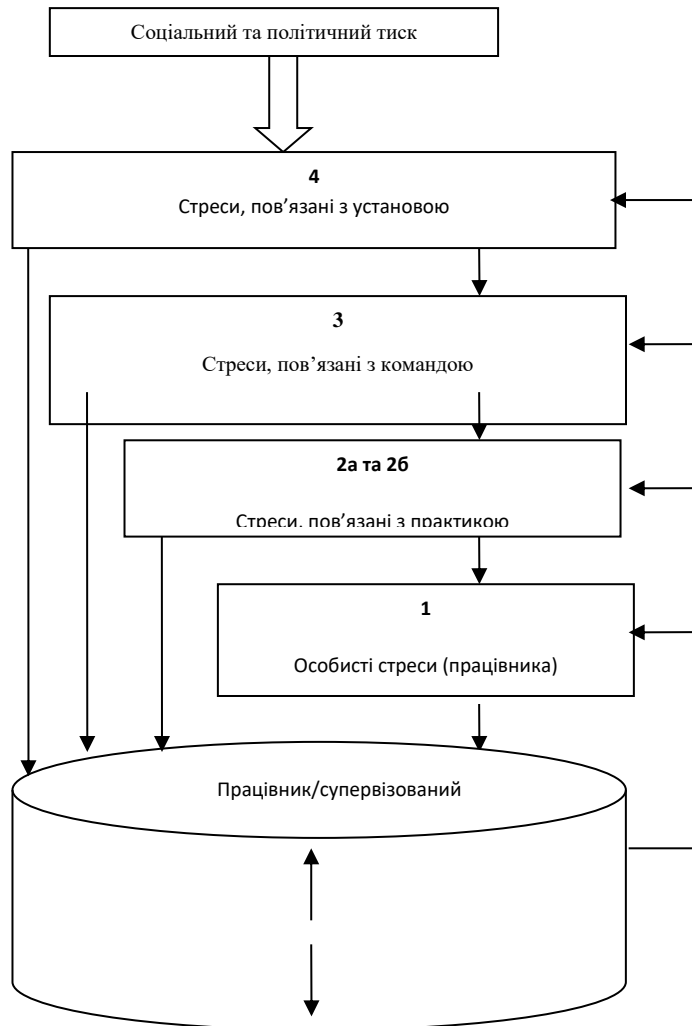 Соціальний та політичний тиск
4
Стреси, пов’язані з установою
3
Стреси, пов’язані з командою
2а та 2б
Стреси, пов’язані з практикою
1
Особисті стреси (працівника)
Працівник/супервізований